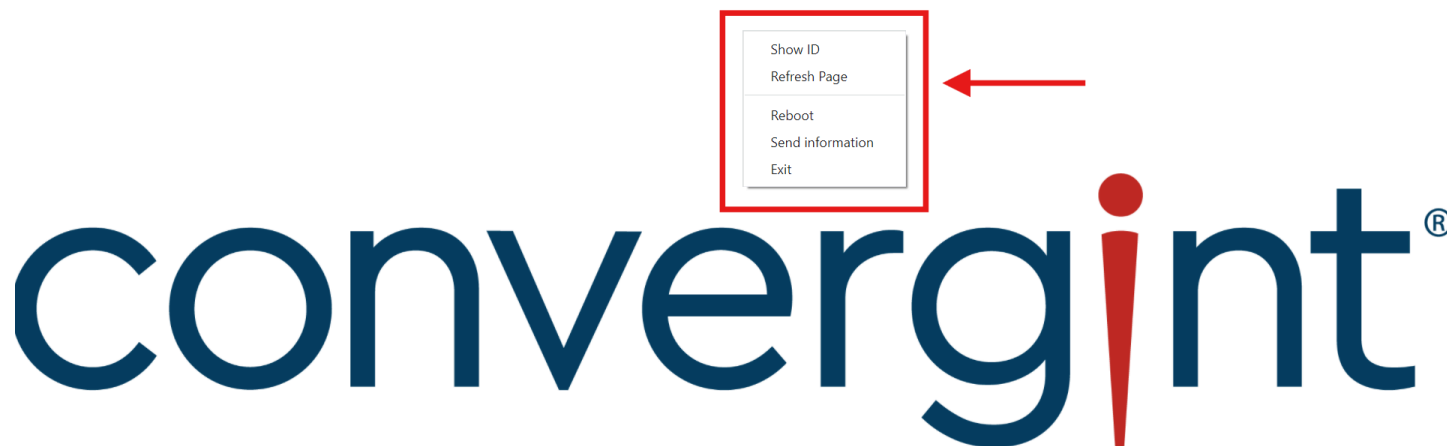 Show ID
Refresh Page
Reboot
Send information
Exit
convergint®